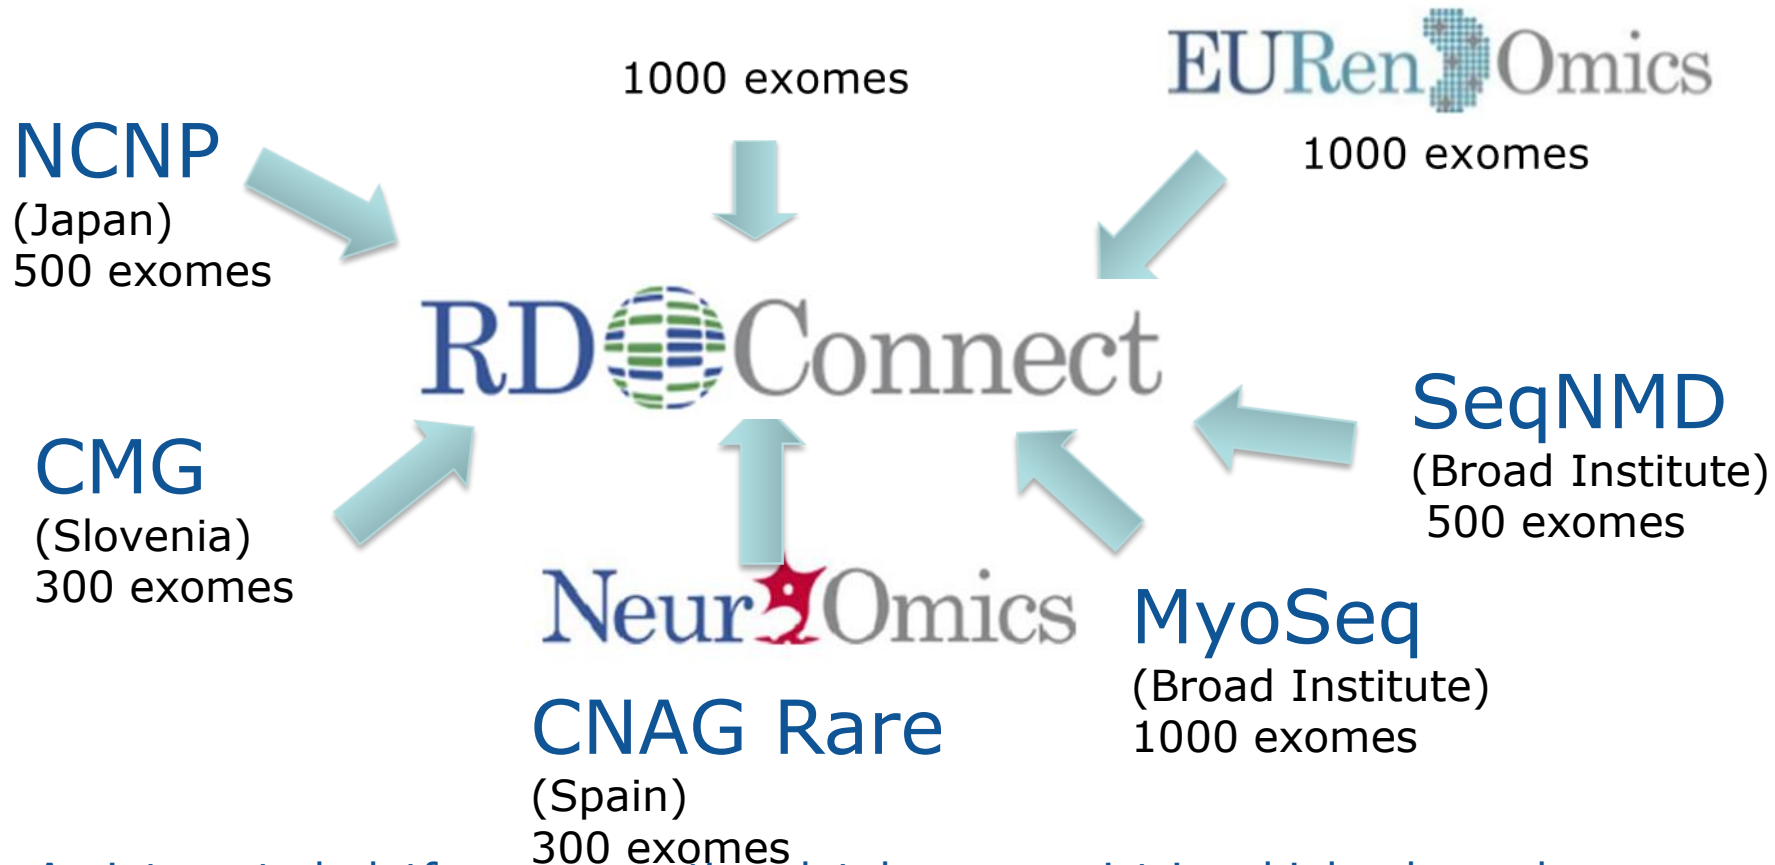 EURenOmics
1000 exomes
1000 exomes
NCNP
(Japan)
500 exomes
RD Connect
SeqNMD
(Broad Institute)
500 exomes
CMG
(Slovenia)
300 exomes
NeurOmics
MyoSeq
(Broad Institute)
1000 exomes
CNAG Rare
(Spain)
300 exomes